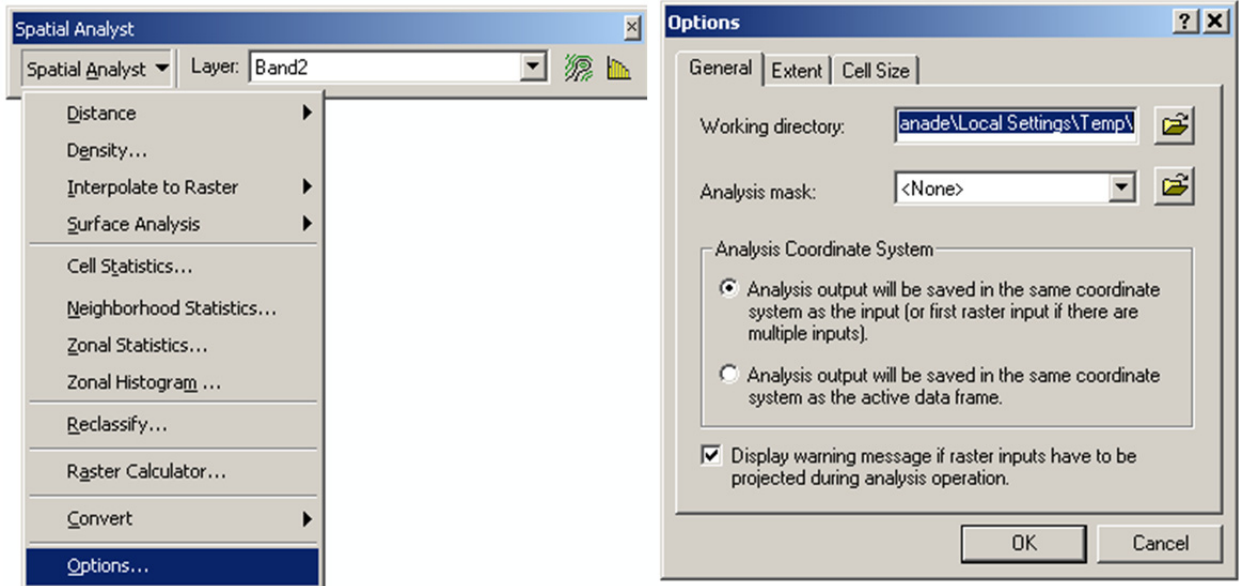 Spatial Analyst
Spatial Analyst
Layer: Band2
Distance
Density...
Interpolate to Raster
Surface Analysis
Cell Statistics...
Neighborhood Statistics...
Zonal Statistics...
Zonal Histogram ...
Reclassify...
Raster Calculator...
Convert
Options...
Options
General Extent Cell Size
Working directory: anade\Local Settings\Temp\
Analysis mask: <None>
Analysis Coordinate System
Analysis output will be saved in the same coordinate
system as the input (or first raster input if there are
multiple inputs).
Analysis output will be saved in the same coordinate
system as the active data frame.
Display warning message if raster inputs have to be
projected during analysis operation.
OK Cancel